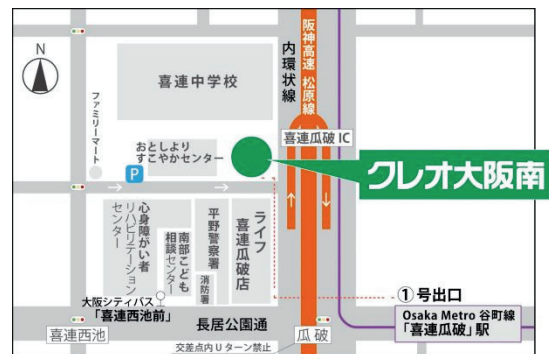 N
喜連中学校
内環状線
阪神高速 松原線
ファミリーマート
おとしより
すこやかセンター
P
喜連瓜破IC
クレオ大阪南
心身障がい者
リハビリテーション
センター
南部こども
相談センター
平野警察署
消防署
ライフ
喜連瓜破店
大阪シティバス
「喜連西池前」
①号出口
Osaka Metro 谷町線
「喜連瓜破」駅
長居公園通
喜連西池
瓜破
交差点内Uターン禁止